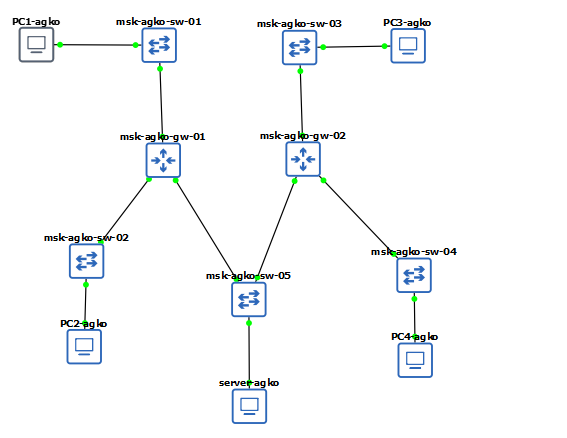 PC1-agko
msk-agko-sw-01
msk-agko-sw-03
PC3-agko
msk-agko-gw-01
msk-agko-gw-02
msk-agko-sw-02
msk-agko-sw-04
msk-agko-sw-05
PC2-agko
PC4-agko
server-agko